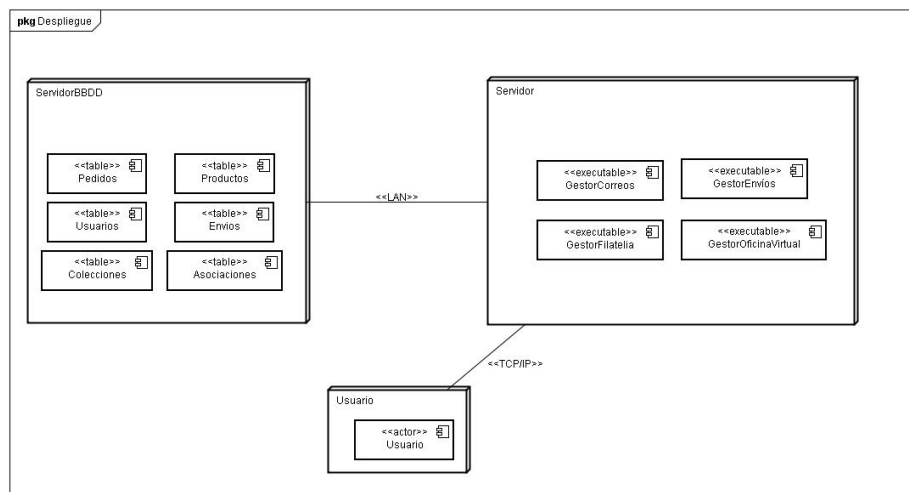 pkg Despliegue
ServidorBBDD
<<table>>
Pedidos
<<table>>
Productos
<<table>>
Usuarios
<<table>>
Envios
<<table>>
Colecciones
<<table>>
Asociaciones
<<LAN>>
Servidor
<<executable>>
GestorCorreos
<<executable>>
GestorEnvíos
<<executable>>
GestorFilatelia
<<executable>>
GestorOficinaVirtual
<<TCP/IP>>
Usuario
<<actor>>
Usuario